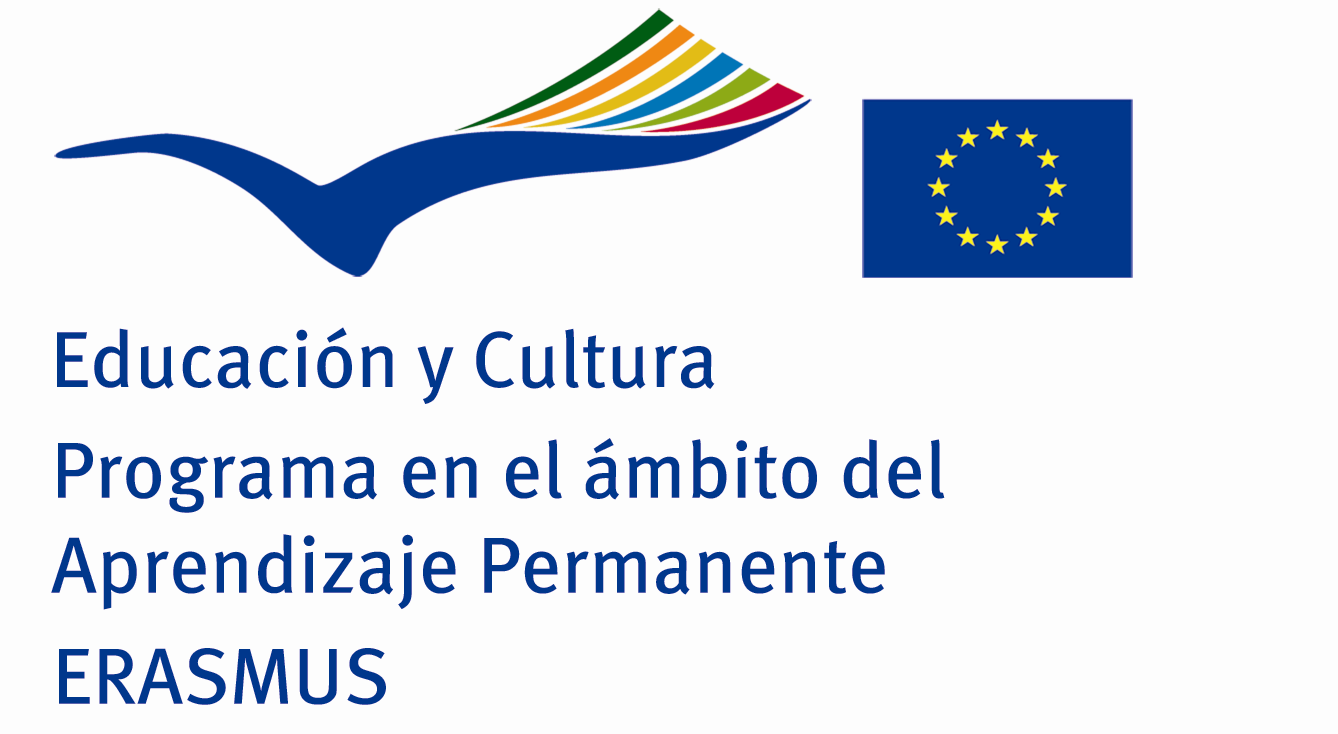 Educación y Cultura
Programa en el ámbito del
Aprendizaje Permanente
ERASMUS